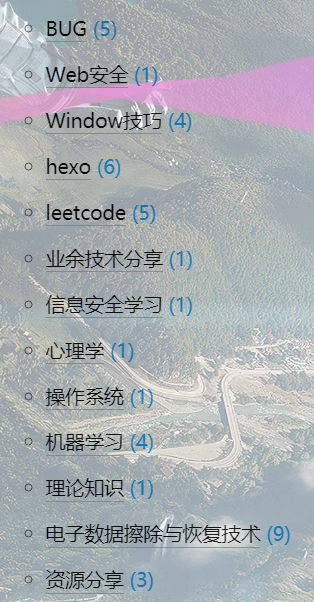 BUG (5)
Web安全 (1)
Window技巧 (4)
hexo (6)
leetcode (5)
业余技术分享 (1)
信息安全学习 (1)
心理学 (1)
操作系统 (1)
机器学习 (4)
理论知识 (1)
电子数据擦除与恢复技术 (9)
资源分享 (3)